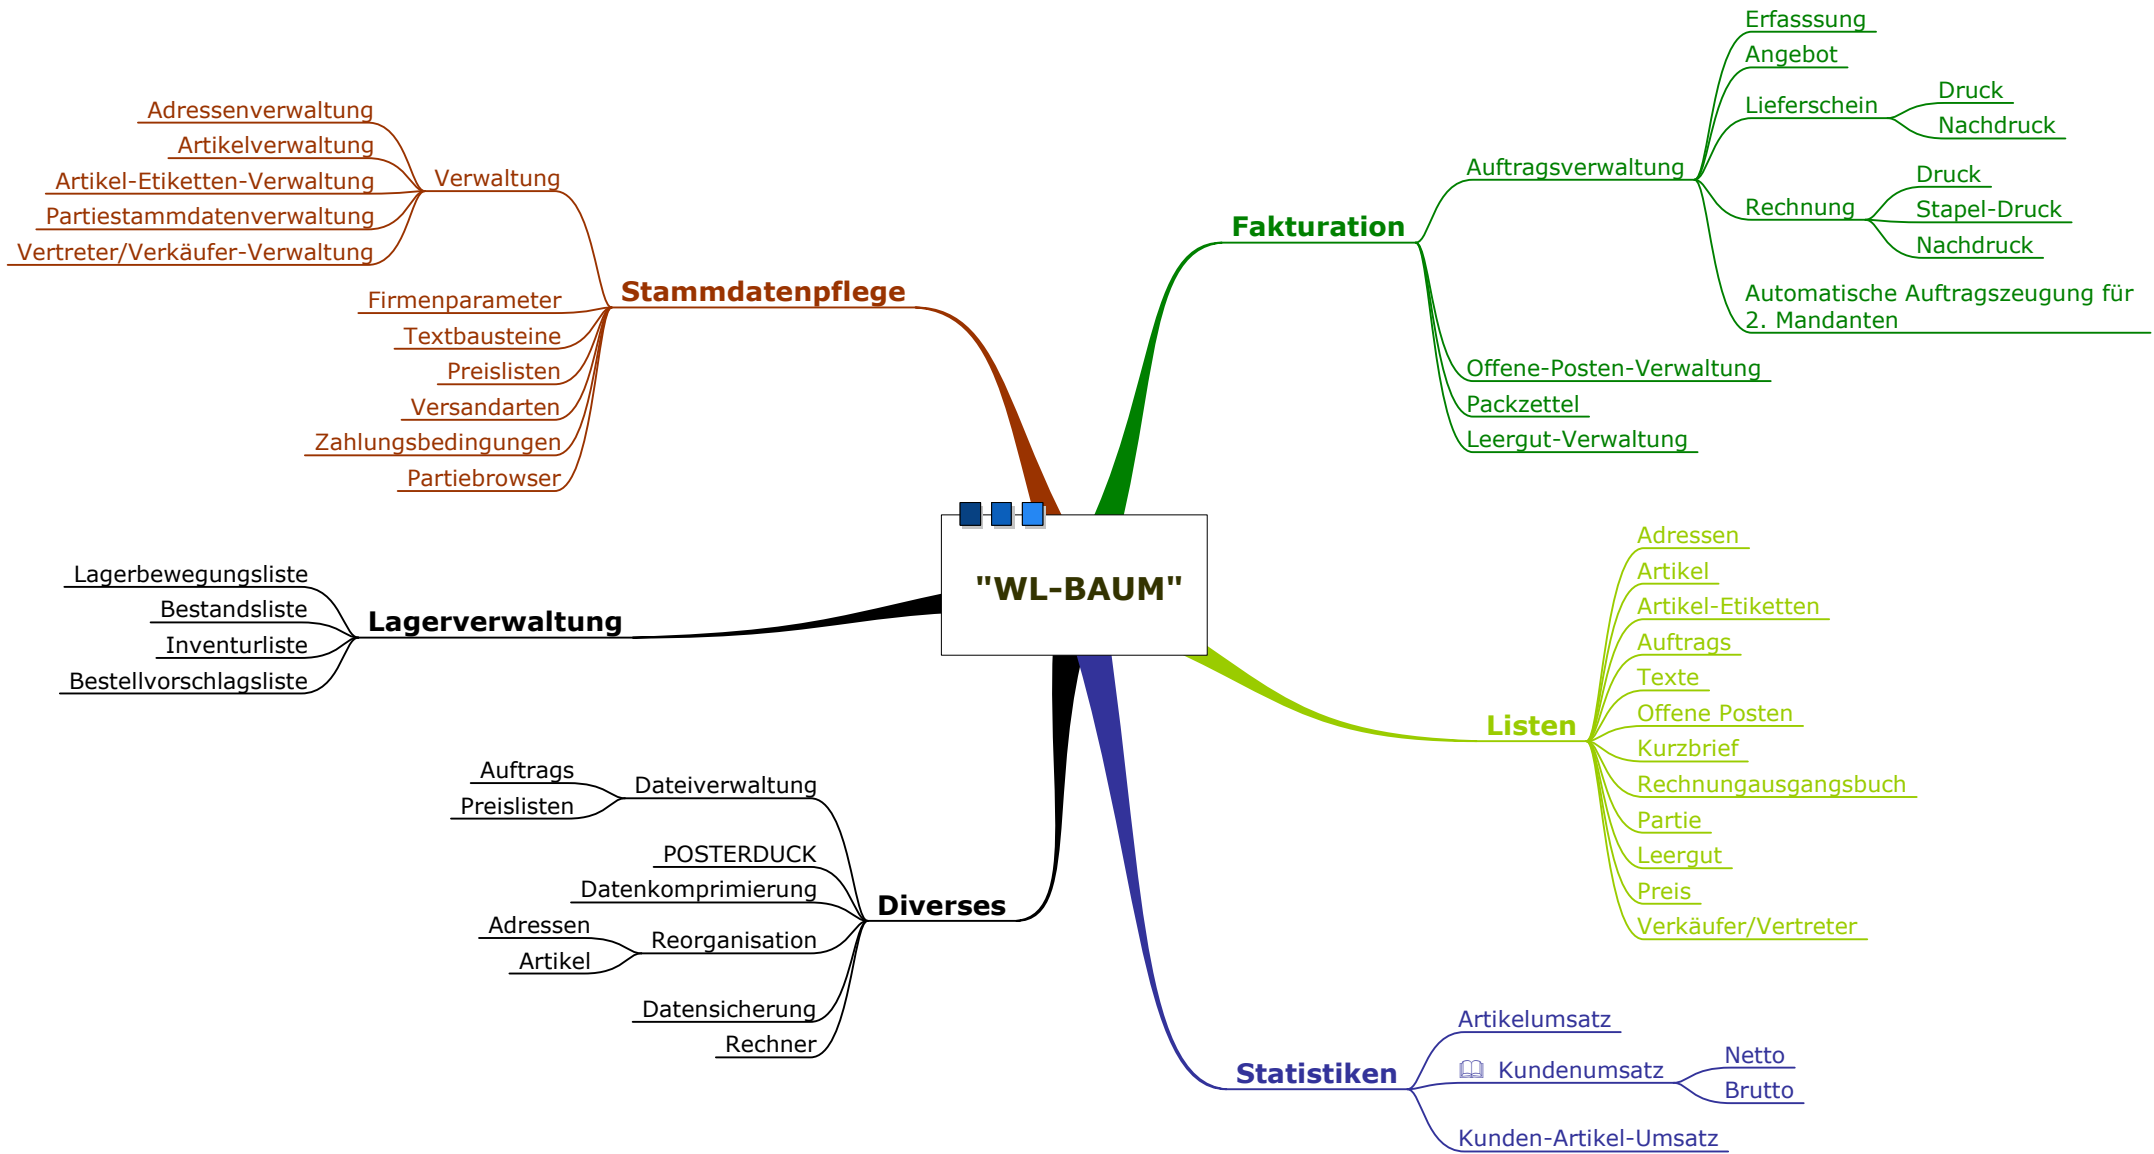 "WL-BAUM"
Fakturation
Auftragsverwaltung
Erfasssung
Angebot
Lieferschein
Druck
Nachdruck
Rechnung
Druck
Stapel-Druck
Nachdruck
Automatische Auftragszeugung für
2. Mandanten
Offene-Posten-Verwaltung
Packzettel
Leergut-Verwaltung
Listen
Adressen
Artikel
Artikel-Etiketten
Auftrags
Texte
Offene Posten
Kurzbrief
Rechnungausgangsbuch
Partie
Leergut
Preis
Verkäufer/Vertreter
Statistiken
Artikelumsatz
Kundenumsatz
Netto
Brutto
Kunden-Artikel-Umsatz
Diverses
Dateiverwaltung
Auftrags
Preislisten
POSTERDUCK
Datenkomprimierung
Reorganisation
Adressen
Artikel
Datensicherung
Rechner
Lagerverwaltung
Lagerbewegungsliste
Bestandsliste
Inventurliste
Bestellvorschlagsliste
Stammdatenpflege
Verwaltung
Adressenverwaltung
Artikelverwaltung
Artikel-Etiketten-Verwaltung
Partiestammdatenverwaltung
Vertreter/Verkäufer-Verwaltung
Firmenparameter
Textbausteine
Preislisten
Versandarten
Zahlungsbedingungen
Partiebrowser